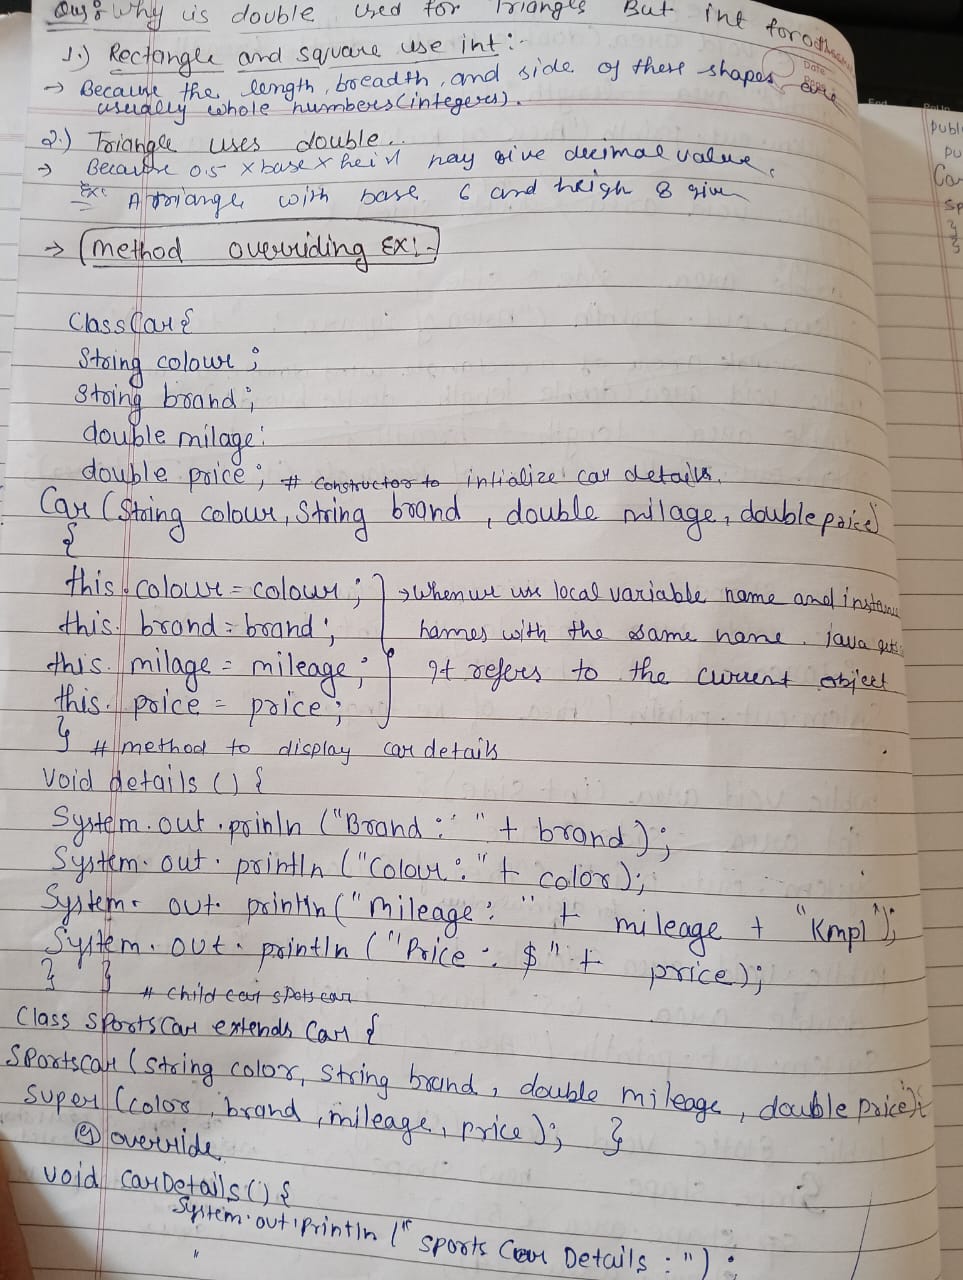 Ques: Why is double used for Triangle But int for others
1.) Rectangle and square use int:-
→ Because the length, breadth, and side of these shapes are
usually whole numbers (integers).
2.) Triangle uses double..
→ Because 0.5 x base x heint may give decimal value,
Ex: A triangle with base 6 and heigh 8 give
→ method overriding Ex:-
Class Car {
String colour ;
String brand ;
double milage:
double price ; # constructor to intialize car details.
Car (String colour, String brand , double milage, double price)
{
this. colour = colour ; → When we use local variable name and instance
this. brand = brand ; names with the same name. java gets
this. milage = mileage ; It refers to the current object
this. price = price ;
} # method to display car details
void details () {
System. out . prinln ("Brand : " + brand );
System. out . println ("Colour : " + color );
System. out. println ("mileage : " + mileage + "Kmpl");
System. out. println ("Price : $" + price);
} } # child car spots car
Class SportsCar extends Car {
SportsCar (String color, String brand , double mileage , double price){
Super (color , brand , mileage , price ); }
@ override
void CarDetails () {
System. out. println (" Sports Car Details : ") ;
"
Date
publ
pu
Car
Sp
}
}